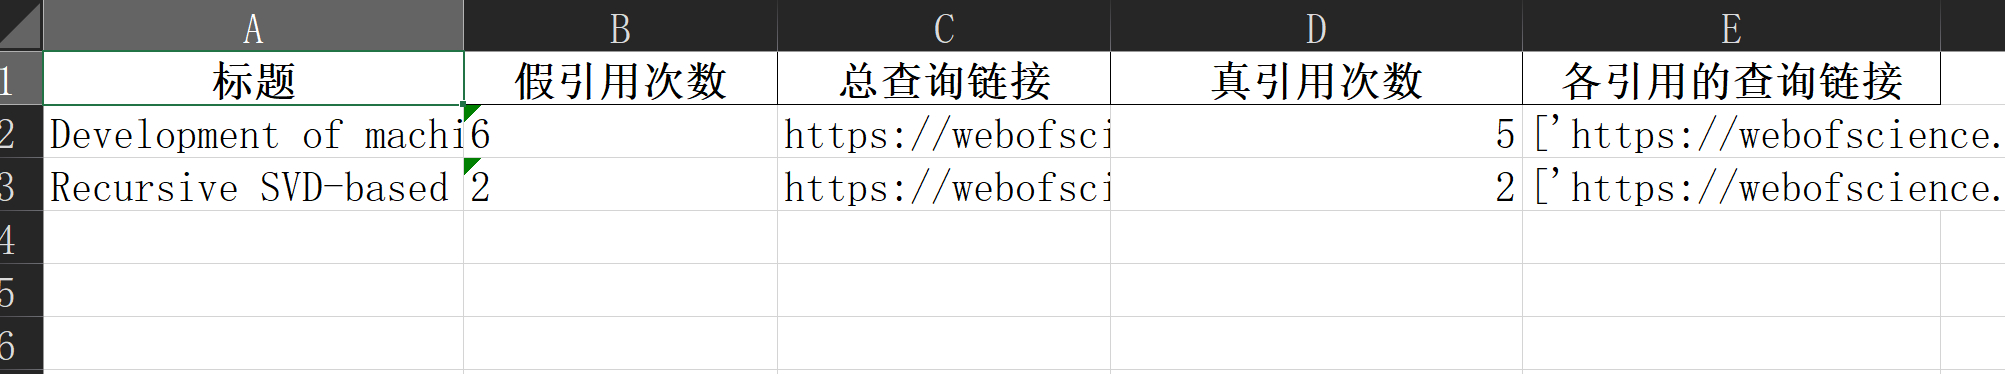 A B C D E
1 标题 假引用次数 总查询链接 真引用次数 各引用的查询链接
2 Development of machi 6 https://webofsci 5 ['https://webofscience.
3 Recursive SVD-based 2 https://webofsci 2 ['https://webofscience.
4
5
6